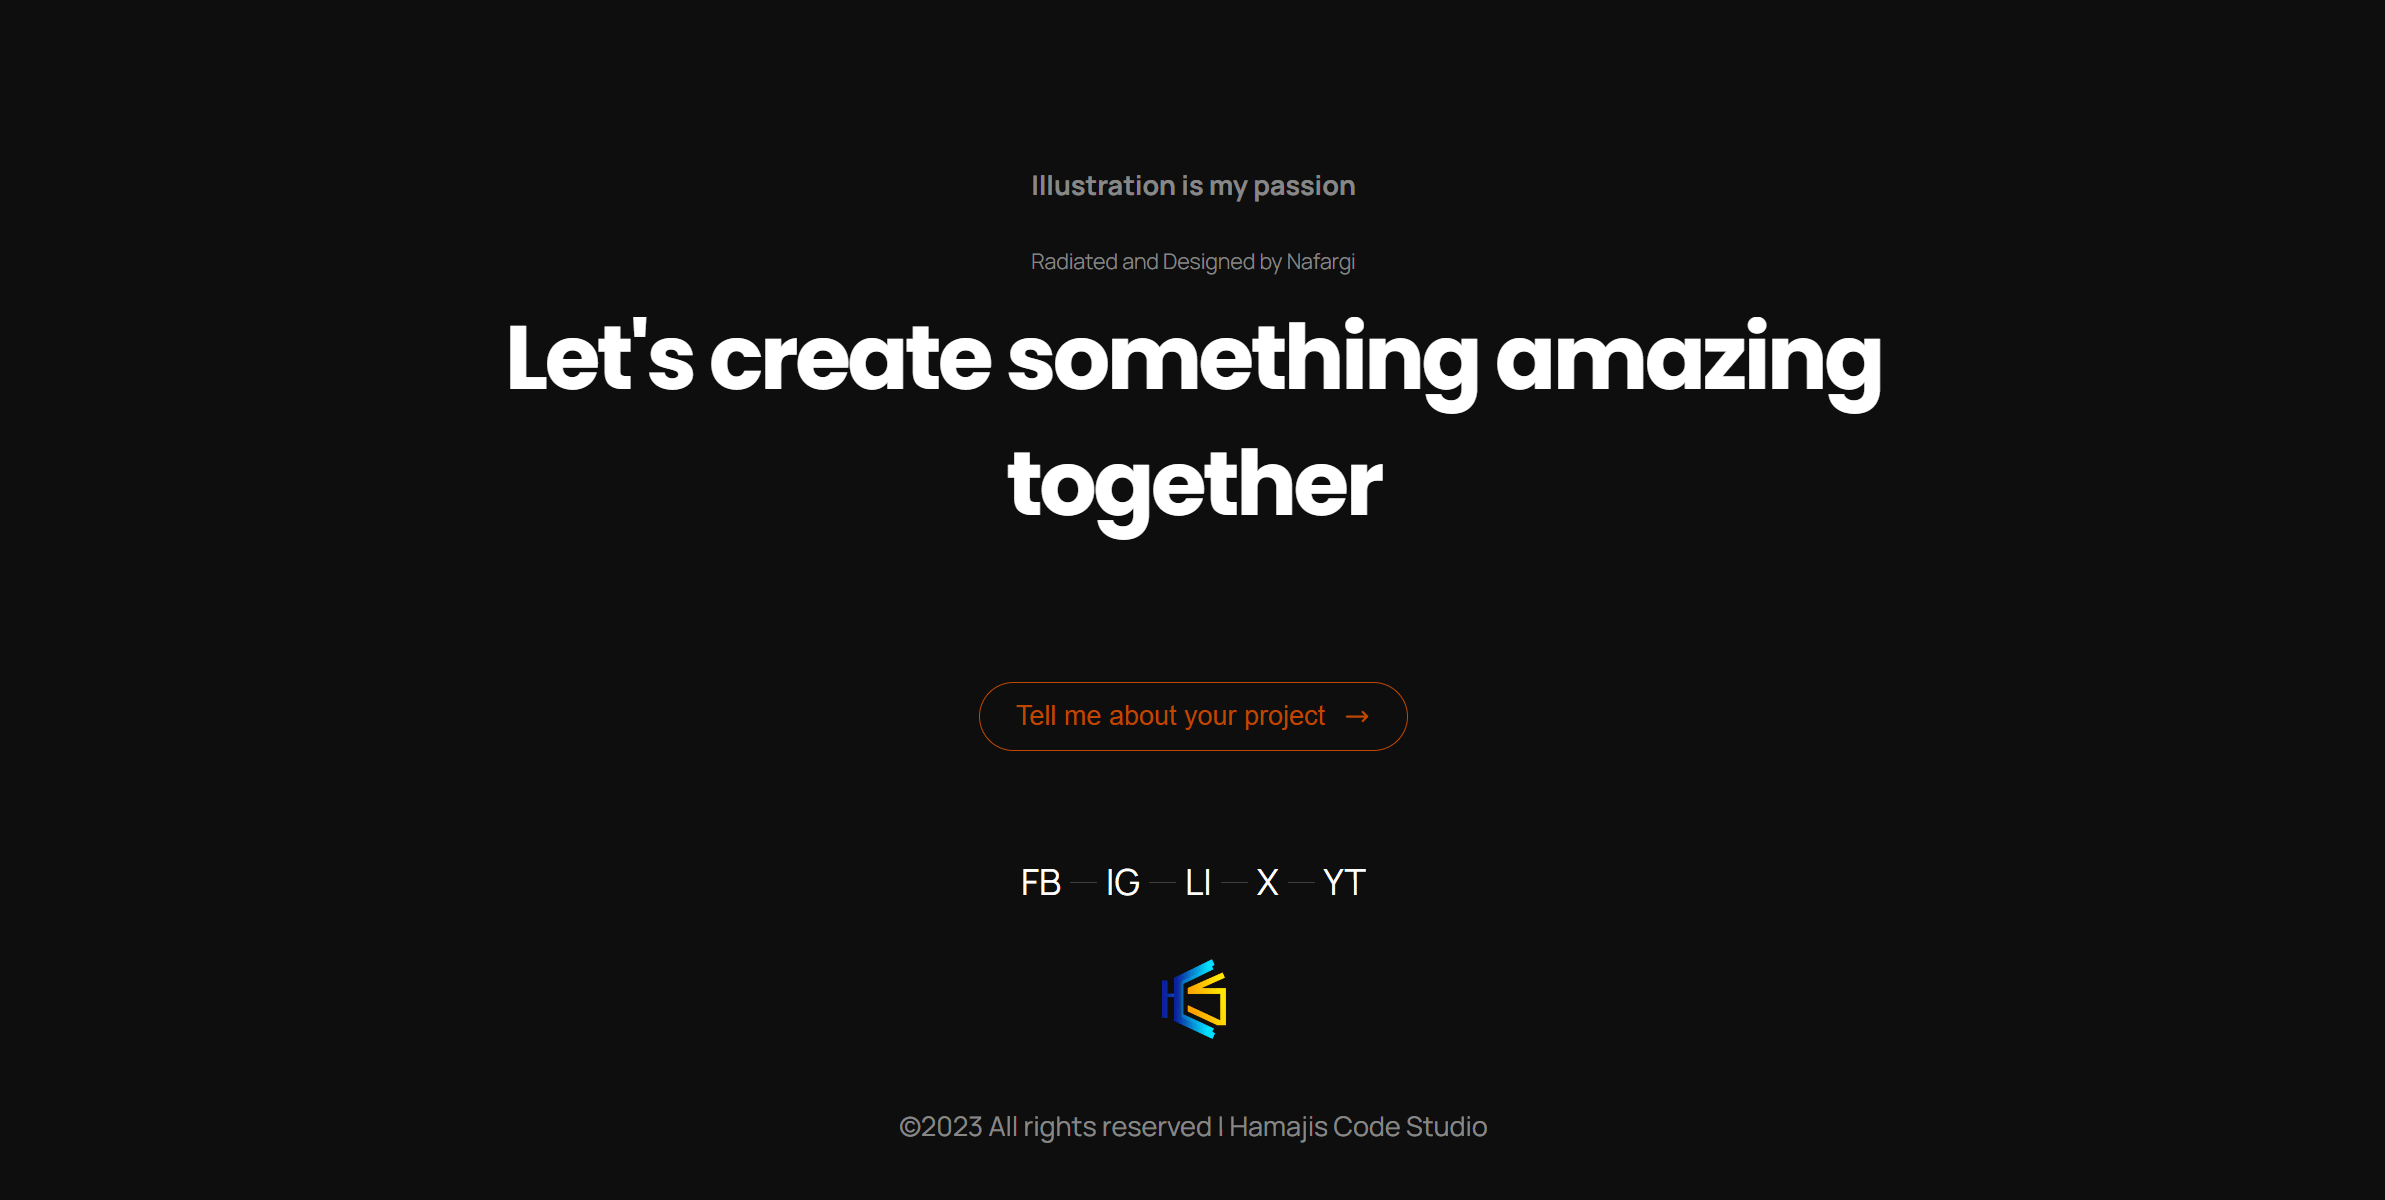 Illustration is my passion
Radiated and Designed by Nafargi
Let's create something amazing
together
Tell me about your project →
FB — IG — LI — X — YT
HCS
©2023 All rights reserved | Hamajis Code Studio